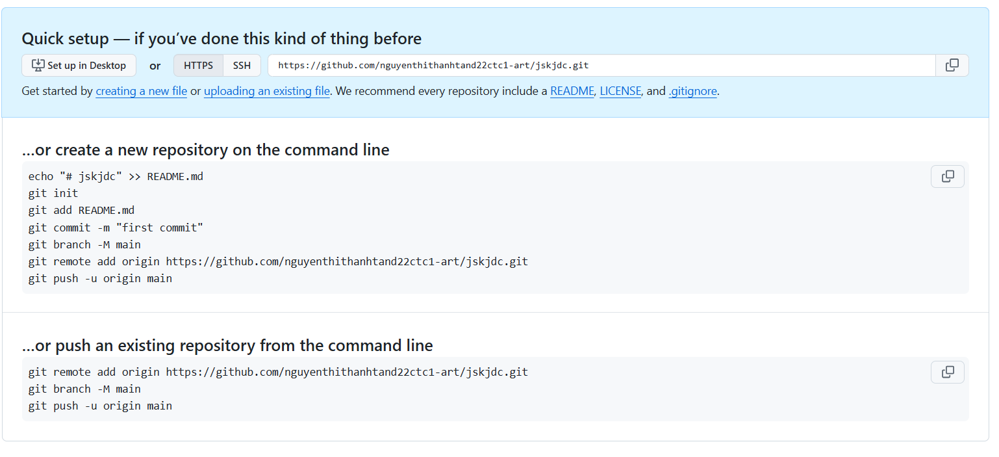 Quick setup — if you’ve done this kind of thing before
Set up in Desktop or HTTPS SSH https://github.com/nguyenthithanhtand22ctc1-art/jskjdc.git
Get started by creating a new file or uploading an existing file. We recommend every repository include a README, LICENSE, and .gitignore.
…or create a new repository on the command line
echo "# jskjdc" >> README.md
git init
git add README.md
git commit -m "first commit"
git branch -M main
git remote add origin https://github.com/nguyenthithanhtand22ctc1-art/jskjdc.git
git push -u origin main
…or push an existing repository from the command line
git remote add origin https://github.com/nguyenthithanhtand22ctc1-art/jskjdc.git
git branch -M main
git push -u origin main